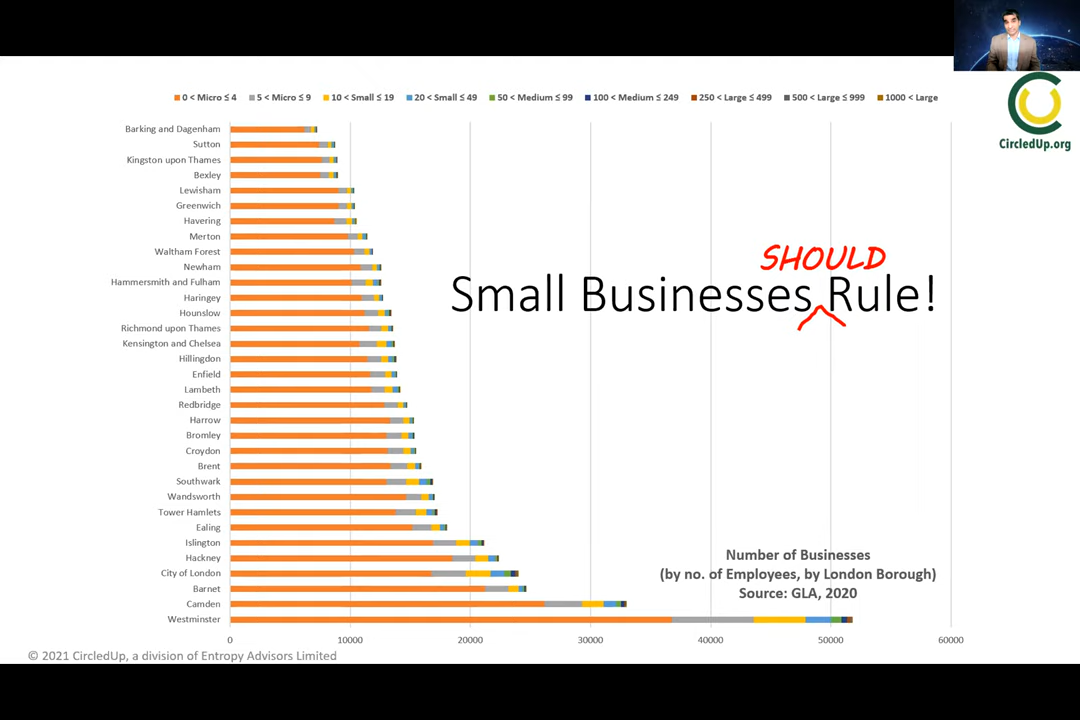 0 < Micro ≤ 4
5 < Micro ≤ 9
10 < Small ≤ 19
20 < Small ≤ 49
50 < Medium ≤ 99
100 < Medium ≤ 249
250 < Large ≤ 499
500 < Large ≤ 999
1000 < Large
CircledUp.org
Barking and Dagenham
Sutton
Kingston upon Thames
Bexley
Lewisham
Greenwich
Havering
Merton
Waltham Forest
Newham
Hammersmith and Fulham
Haringey
Hounslow
Richmond upon Thames
Kensington and Chelsea
Hillingdon
Enfield
Lambeth
Redbridge
Harrow
Bromley
Croydon
Brent
Southwark
Wandsworth
Tower Hamlets
Ealing
Islington
Hackney
City of London
Barnet
Camden
Westminster
SHOULD
Small Businesses Rule!
Number of Businesses
(by no. of Employees, by London Borough)
Source: GLA, 2020
0 10000 20000 30000 40000 50000 60000
© 2021 CircledUp, a division of Entropy Advisors Limited